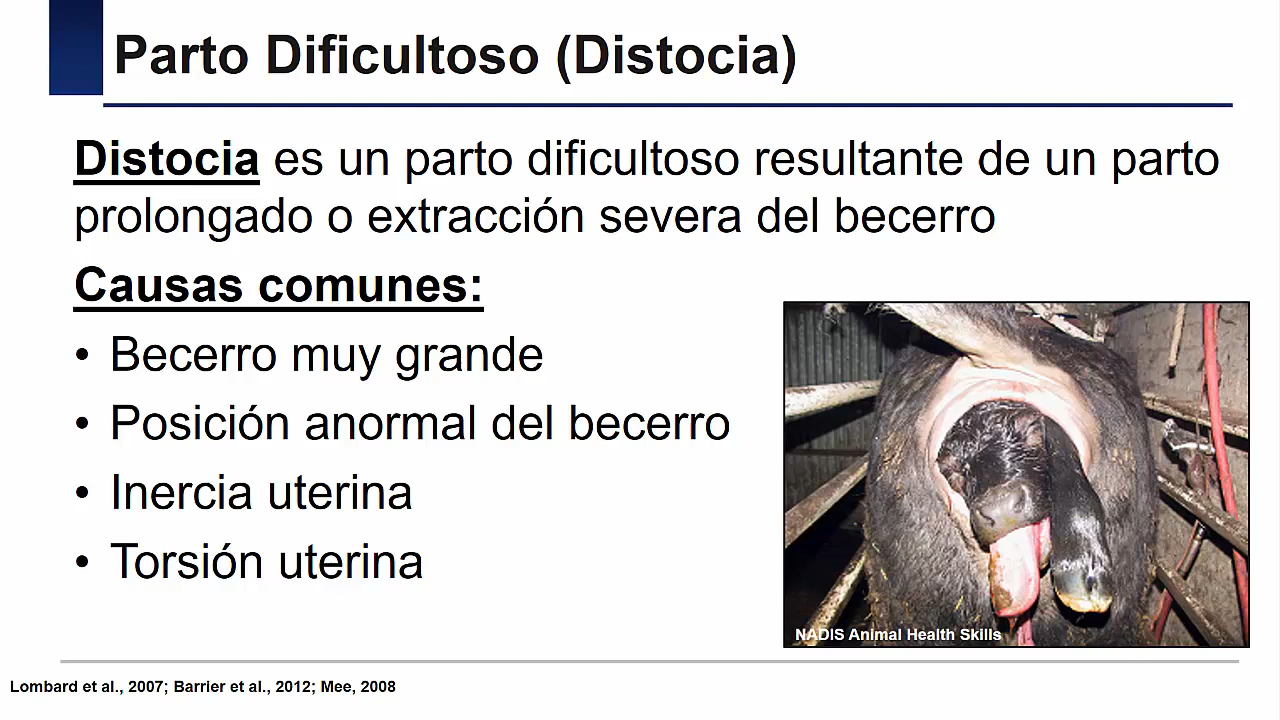 Parto Dificultoso (Distocia)
Distocia es un parto dificultoso resultante de un parto
prolongado o extracción severa del becerro
Causas comunes:
• Becerro muy grande
• Posición anormal del becerro
• Inercia uterina
• Torsión uterina
NADIS Animal Health Skills
Lombard et al., 2007; Barrier et al., 2012; Mee, 2008